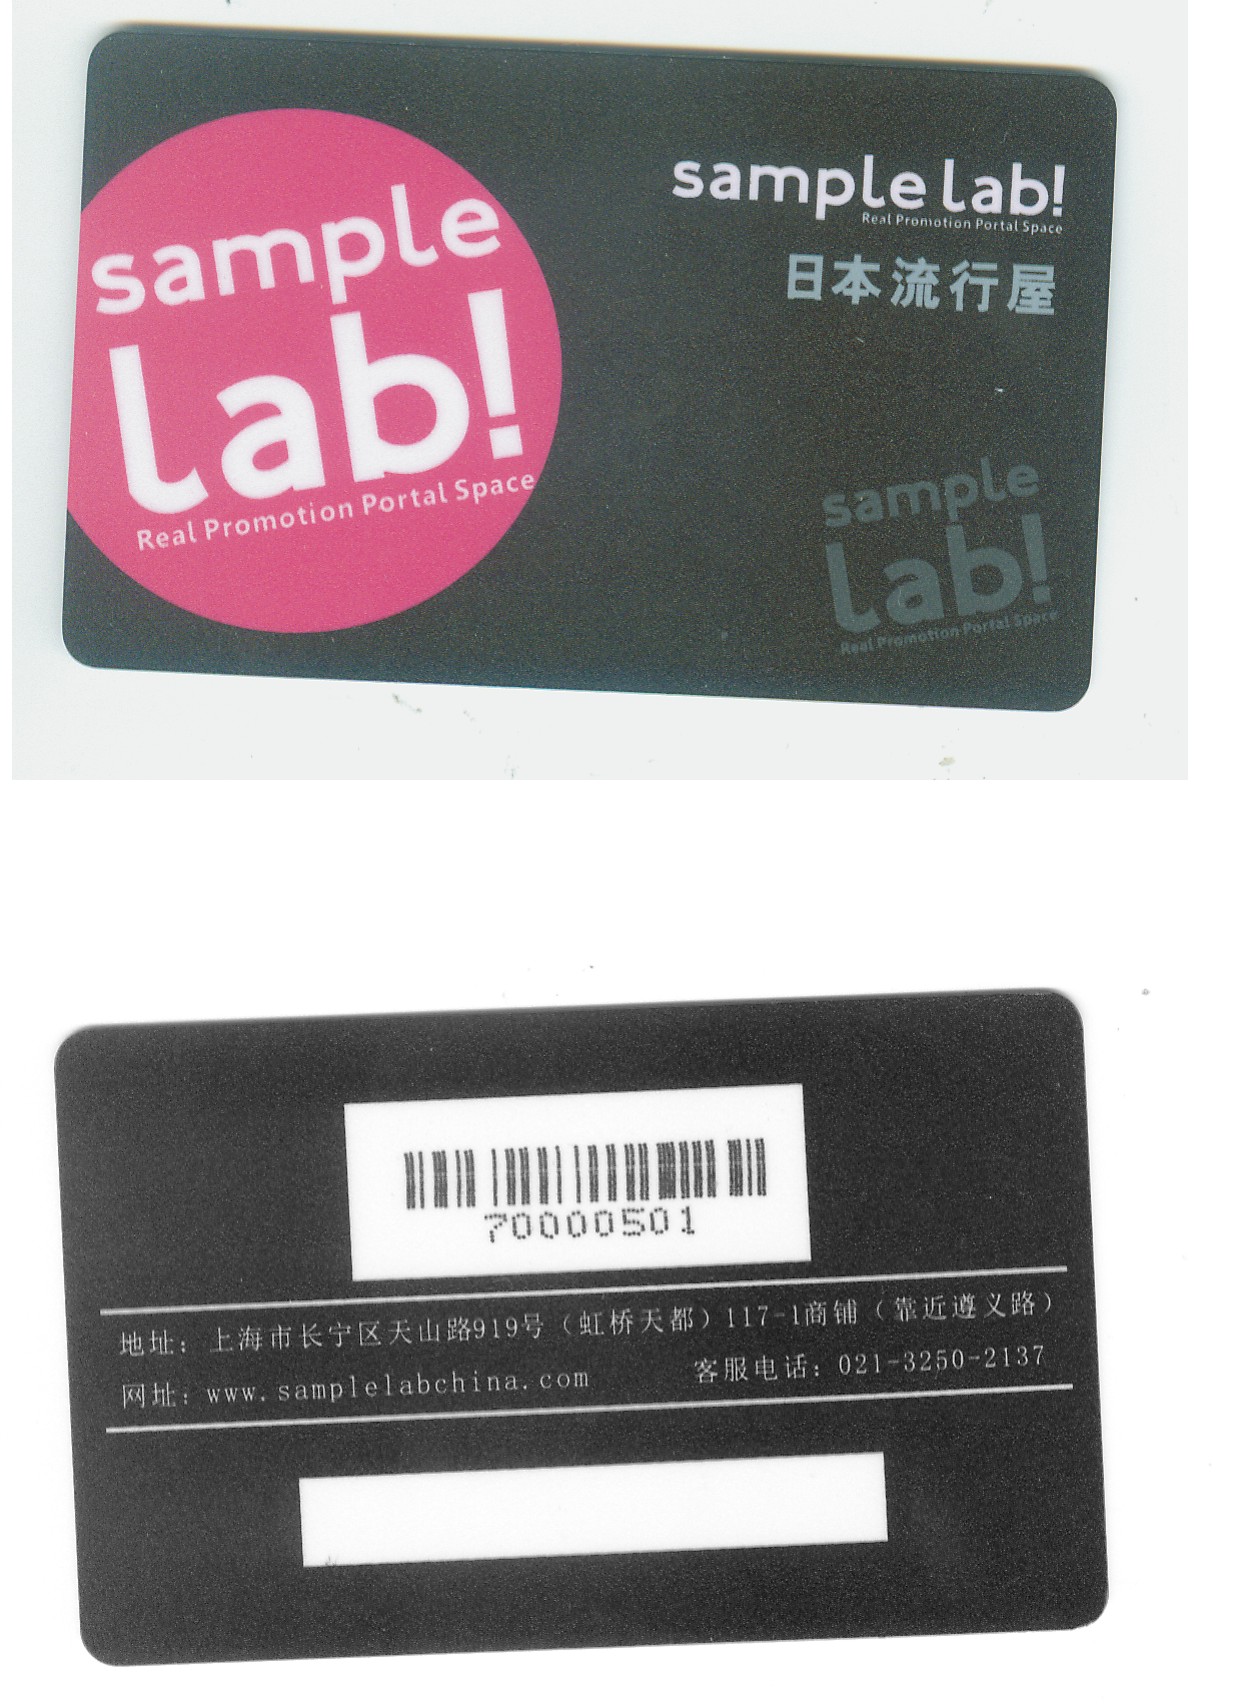 sample
lab!
Real Promotion Portal Space
sample lab!
Real Promotion Portal Space
日本流行屋
sample
lab!
Real Promotion Portal Space
70000501
地址：上海市长宁区天山路919号（虹桥天都）117-1商铺（靠近遵义路）
网址：www.samplelabchina.com 客服电话：021-3250-2137